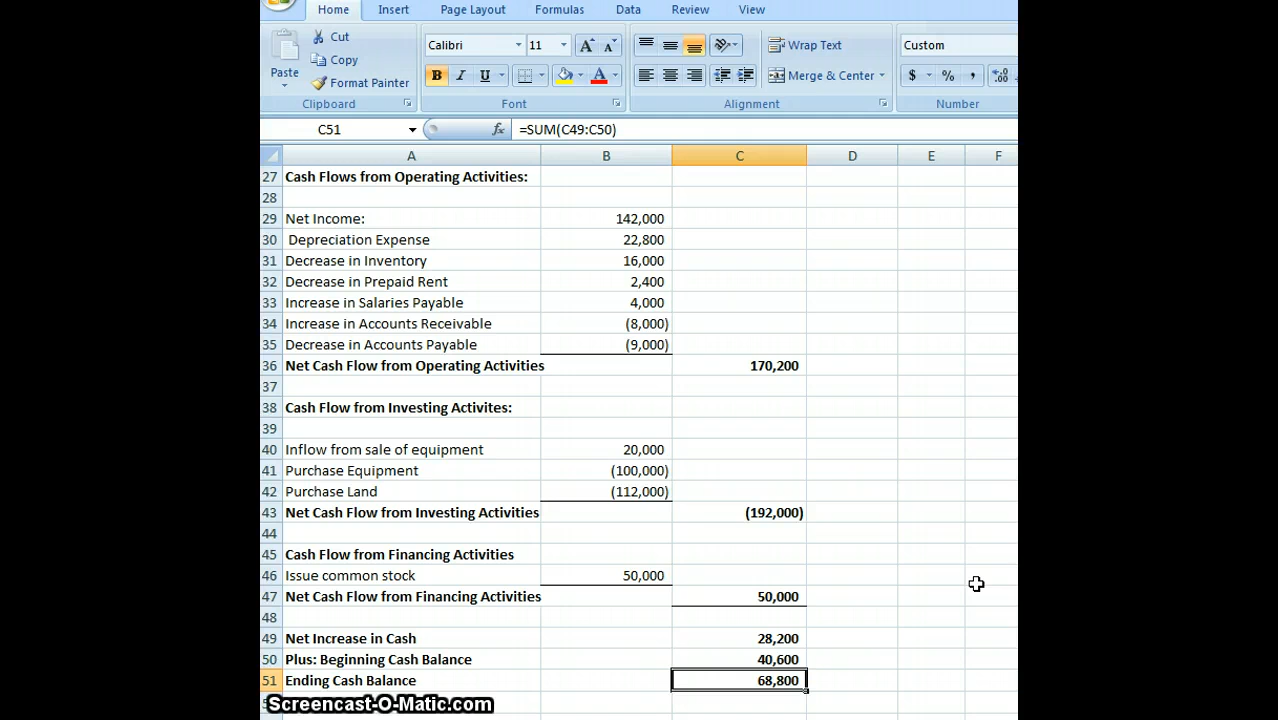 Home Insert Page Layout Formulas Data Review View
Cut
Calibri 11 Wrap Text Custom
Copy
Paste Format Painter B I U A Merge & Center $ % , .00
Clipboard Font Alignment Number
C51 fx =SUM(C49:C50)
A B C D E F
27 Cash Flows from Operating Activities:
28
29 Net Income: 142,000
30 Depreciation Expense 22,800
31 Decrease in Inventory 16,000
32 Decrease in Prepaid Rent 2,400
33 Increase in Salaries Payable 4,000
34 Increase in Accounts Receivable (8,000)
35 Decrease in Accounts Payable (9,000)
36 Net Cash Flow from Operating Activities 170,200
37
38 Cash Flow from Investing Activites:
39
40 Inflow from sale of equipment 20,000
41 Purchase Equipment (100,000)
42 Purchase Land (112,000)
43 Net Cash Flow from Investing Activities (192,000)
44
45 Cash Flow from Financing Activities
46 Issue common stock 50,000
47 Net Cash Flow from Financing Activities 50,000
48
49 Net Increase in Cash 28,200
50 Plus: Beginning Cash Balance 40,600
51 Ending Cash Balance 68,800
Screencast-O-Matic.com